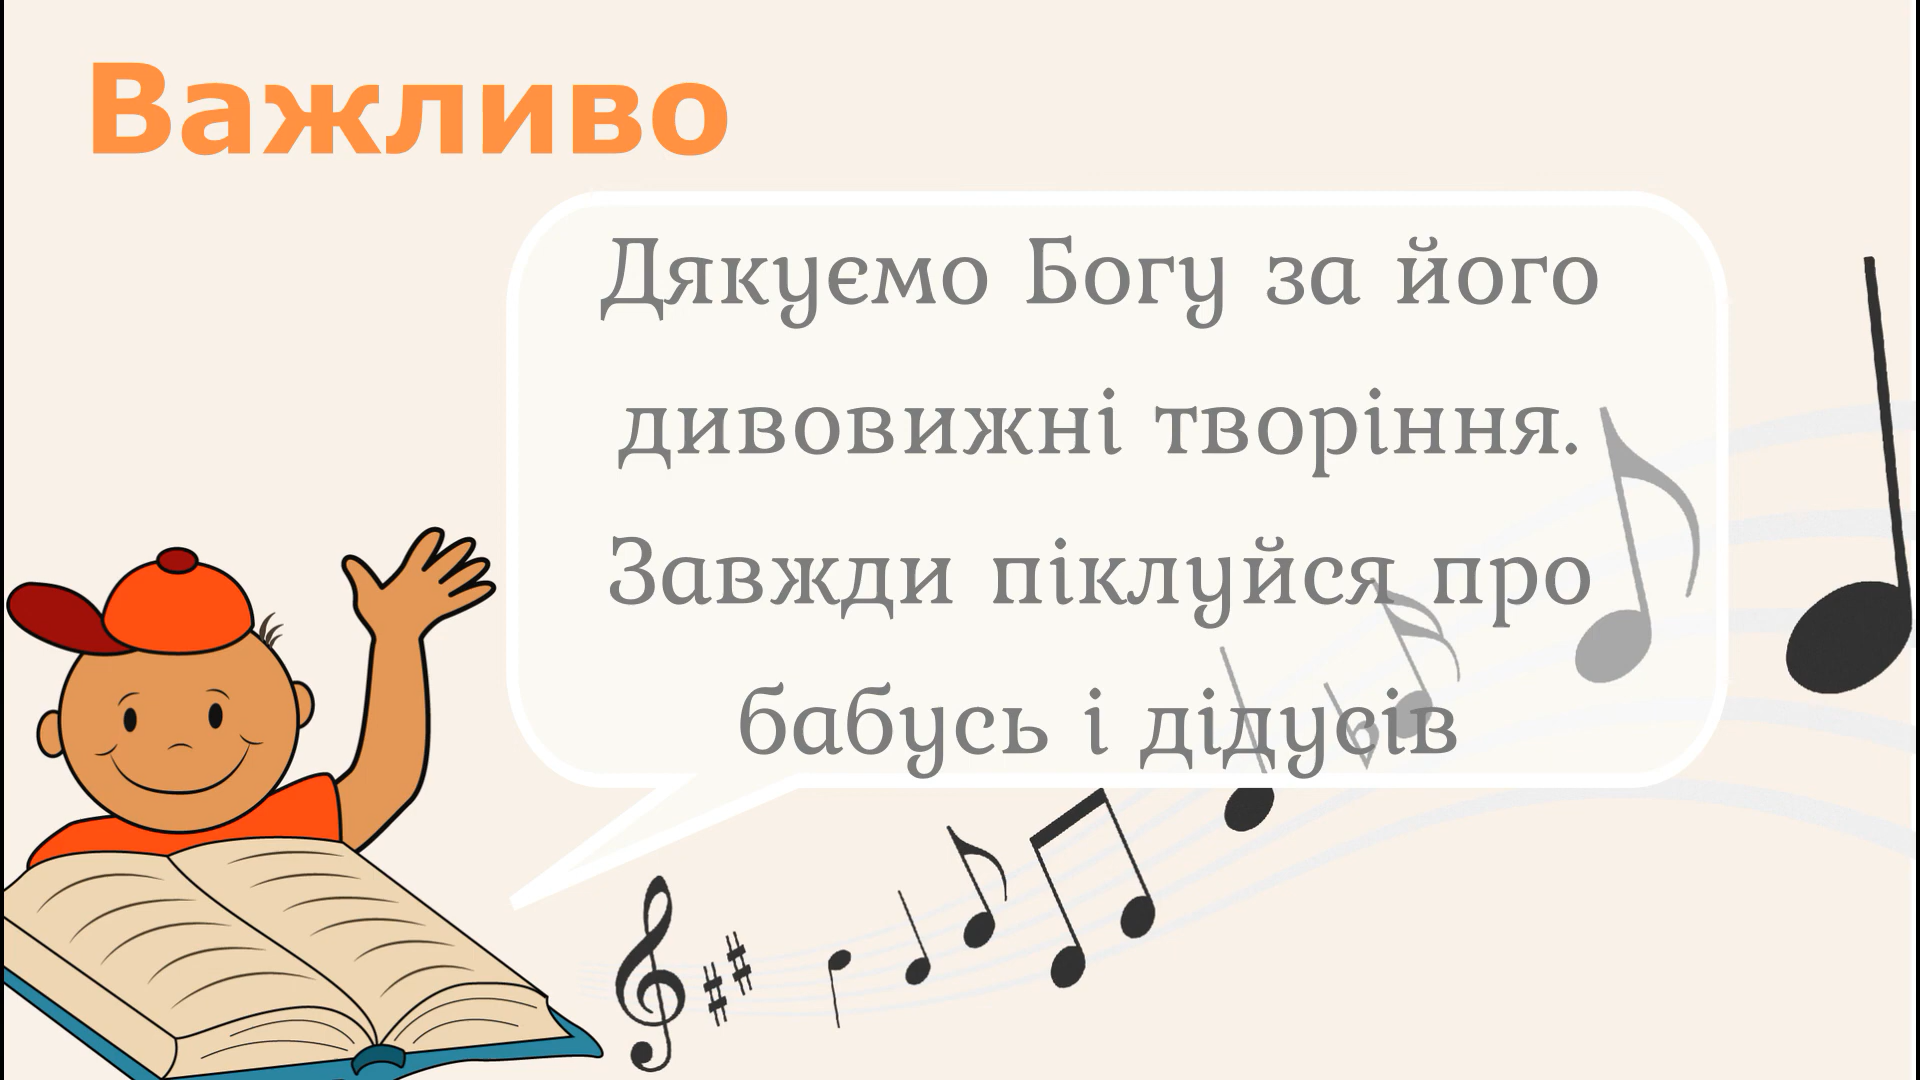 Важливо
Дякуємо Богу за його
дивовижні творіння.
Завжди піклуйся про
бабусь і дідусів